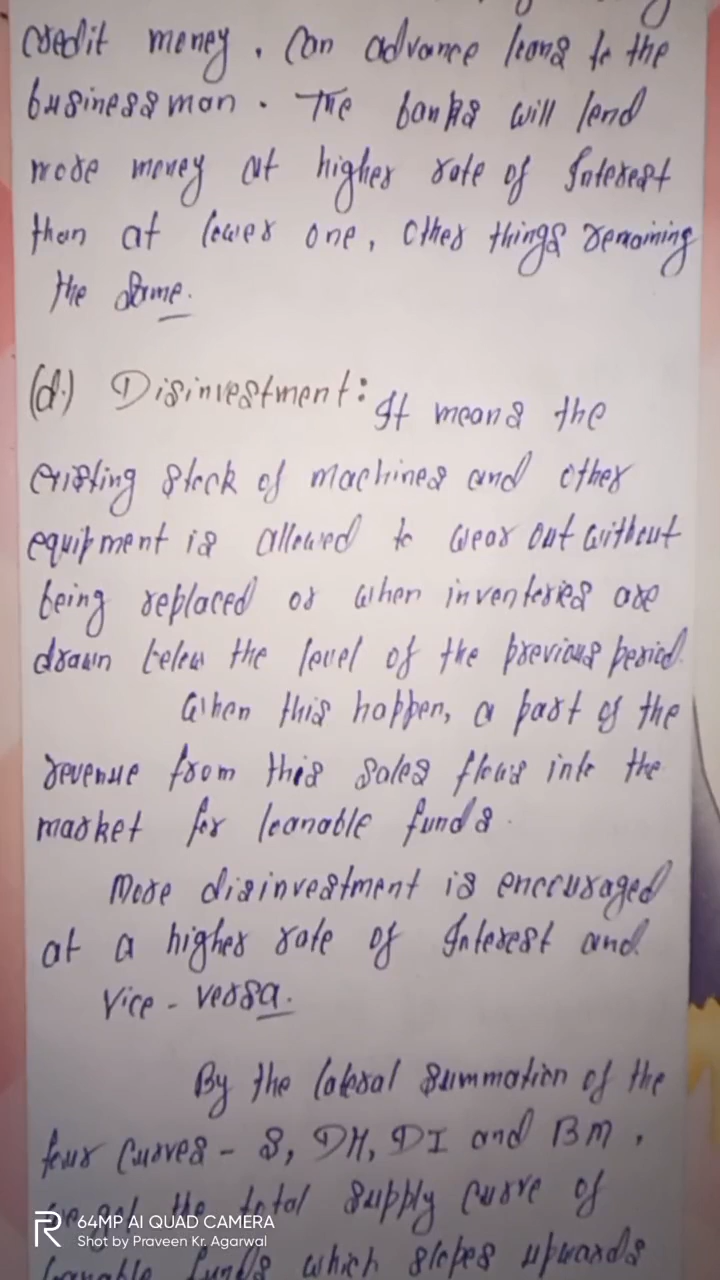 credit money. Can advance loans to the
businessman. The banks will lend
more money at higher rate of Interest
than at lower one, other things remaining
the same.
(d.) Disinvestment: It means the
existing stock of machines and other
equipment is allowed to wear out without
being replaced or when inventories are
drawn below the level of the previous period.
When this happen, a part of the
revenue from this sales flows into the
market for loanable funds.
More disinvestment is encouraged
at a higher rate of Interest and
Vice-versa.
By the lateral summation of the
four curves - S, DH, DI and BM,
we get the total supply curve of
loanable funds which slopes upwards
64MP AI QUAD CAMERA
Shot by Praveen Kr. Agarwal